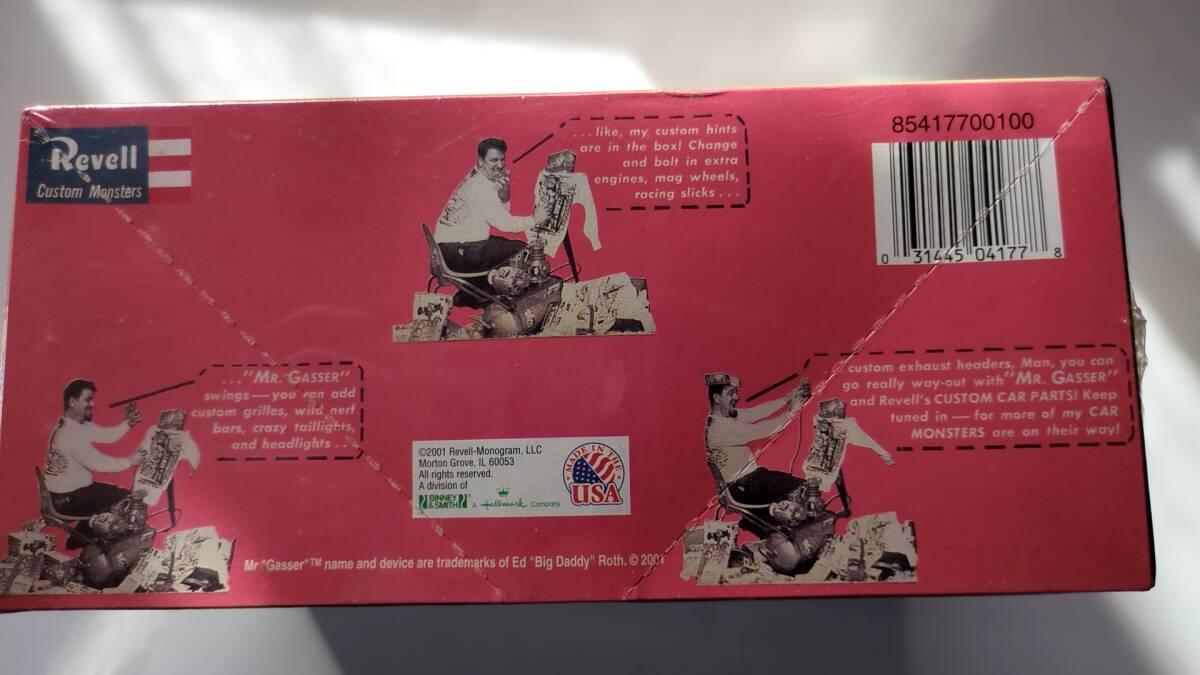 Revell
Custom Monsters
...like, my custom hints
are in the box! Change
and bolt in extra
engines, mag wheels,
racing slicks...
85417700100
0 31445 04177 8
..."MR. GASSER"
swings—you can add
custom grilles, wild nerf
bars, crazy taillights,
and headlights...
custom exhaust headers, Man, you can
go really way-out with "MR. GASSER"
and Revell's CUSTOM CAR PARTS! Keep
tuned in—for more of my CAR
MONSTERS are on their way!
©2001 Revell-Monogram, LLC
Morton Grove, IL 60053
All rights reserved.
A division of
BINNEY
&SMITH® A Hallmark Company
MADE IN THE
USA
Mr "Gasser"™ name and device are trademarks of Ed "Big Daddy" Roth. © 2001